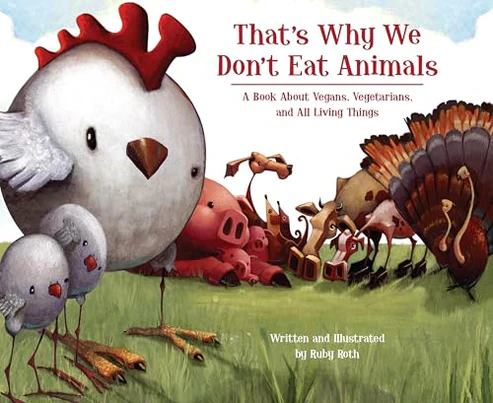 That's Why We
Don't Eat Animals
A Book About Vegans, Vegetarians,
and All Living Things
Written and Illustrated
by Ruby Roth